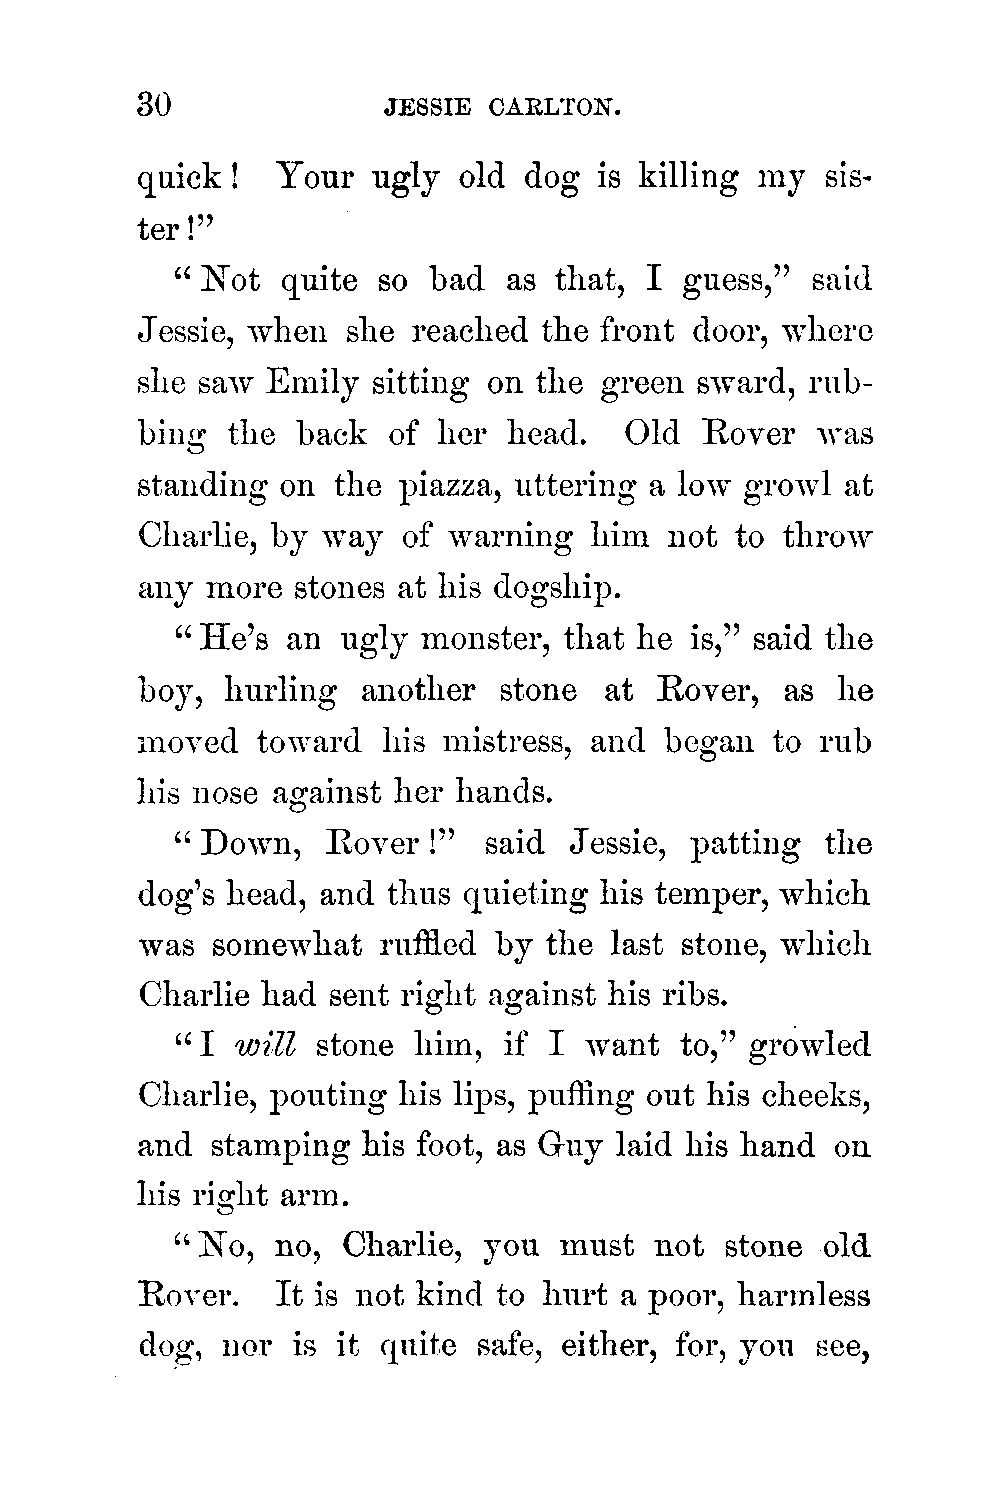 30 JESSIE CARLTON.
quick! Your ugly old dog is killing my sis-
ter!"
"Not quite so bad as that, I guess," said
Jessie, when she reached the front door, where
she saw Emily sitting on the green sward, rub-
bing the back of her head. Old Rover was
standing on the piazza, uttering a low growl at
Charlie, by way of warning him not to throw
any more stones at his dogship.
"He's an ugly monster, that he is," said the
boy, hurling another stone at Rover, as he
moved toward his mistress, and began to rub
his nose against her hands.
"Down, Rover!" said Jessie, patting the
dog's head, and thus quieting his temper, which
was somewhat ruffled by the last stone, which
Charlie had sent right against his ribs.
"I will stone him, if I want to," growled
Charlie, pouting his lips, puffing out his cheeks,
and stamping his foot, as Guy laid his hand on
his right arm.
"No, no, Charlie, you must not stone old
Rover. It is not kind to hurt a poor, harmless
dog, nor is it quite safe, either, for, you see,